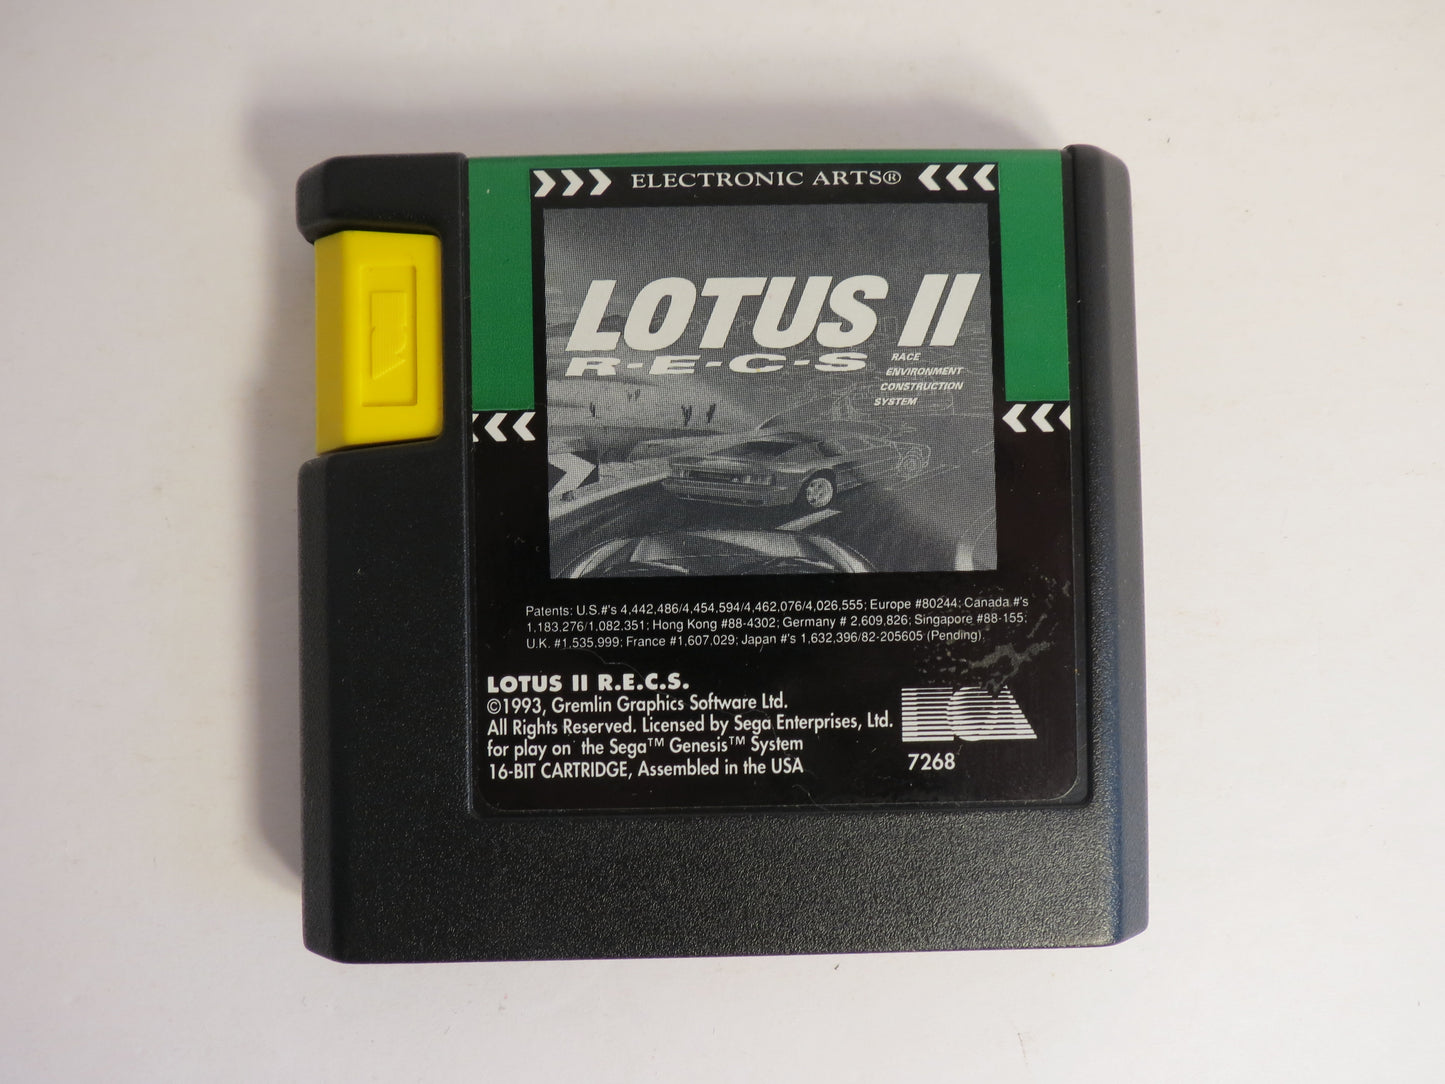 ELECTRONIC ARTS®
LOTUS II
R-E-C-S
RACE
ENVIRONMENT
CONSTRUCTION
SYSTEM
Patents: U.S.#'s 4,442,486/4,454,594/4,462,076/4,026,555; Europe #80244; Canada #'s
1,183,276/1,082,351; Hong Kong #88-4302; Germany # 2,609,826; Singapore #88-155;
U.K. #1,535,999; France #1,607,029; Japan #'s 1,632,396/82-205605 (Pending)
LOTUS II R.E.C.S.
©1993, Gremlin Graphics Software Ltd.
All Rights Reserved. Licensed by Sega Enterprises, Ltd.
for play on the Sega™ Genesis™ System
16-BIT CARTRIDGE, Assembled in the USA
EA
7268